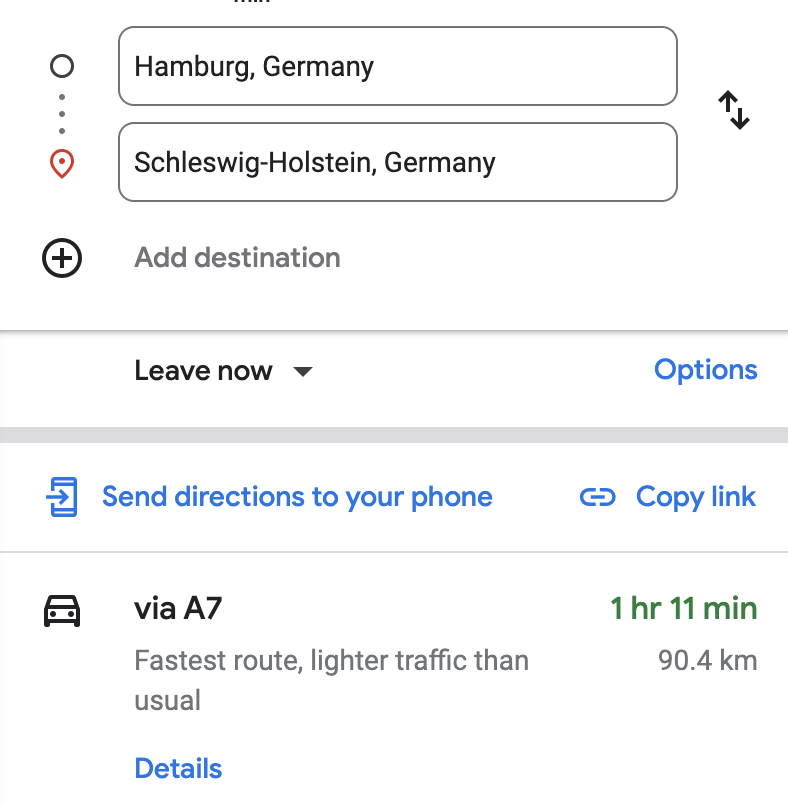 Hamburg, Germany
Schleswig-Holstein, Germany
Add destination
Leave now
Options
Send directions to your phone
Copy link
via A7
1 hr 11 min
Fastest route, lighter traffic than
90.4 km
usual
Details